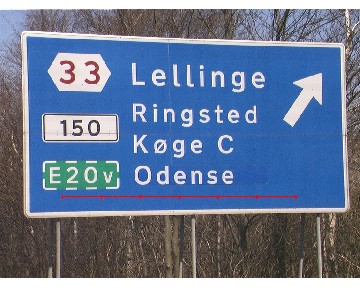 33 Lellinge
150 Ringsted
Køge C
E20v Odense